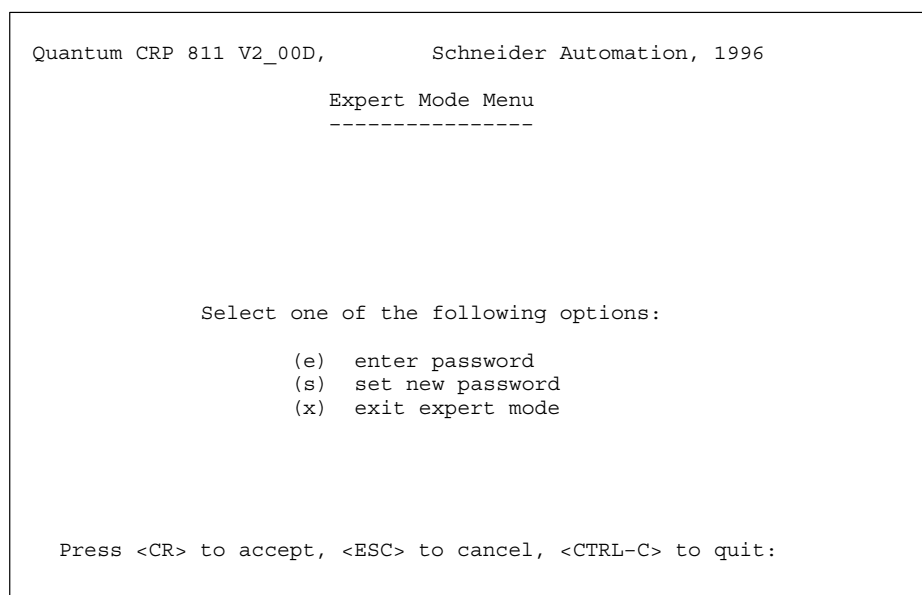 Quantum CRP 811 V2_00D, Schneider Automation, 1996
Expert Mode Menu
----------------
Select one of the following options:
(e) enter password
(s) set new password
(x) exit expert mode
Press <CR> to accept, <ESC> to cancel, <CTRL-C> to quit: